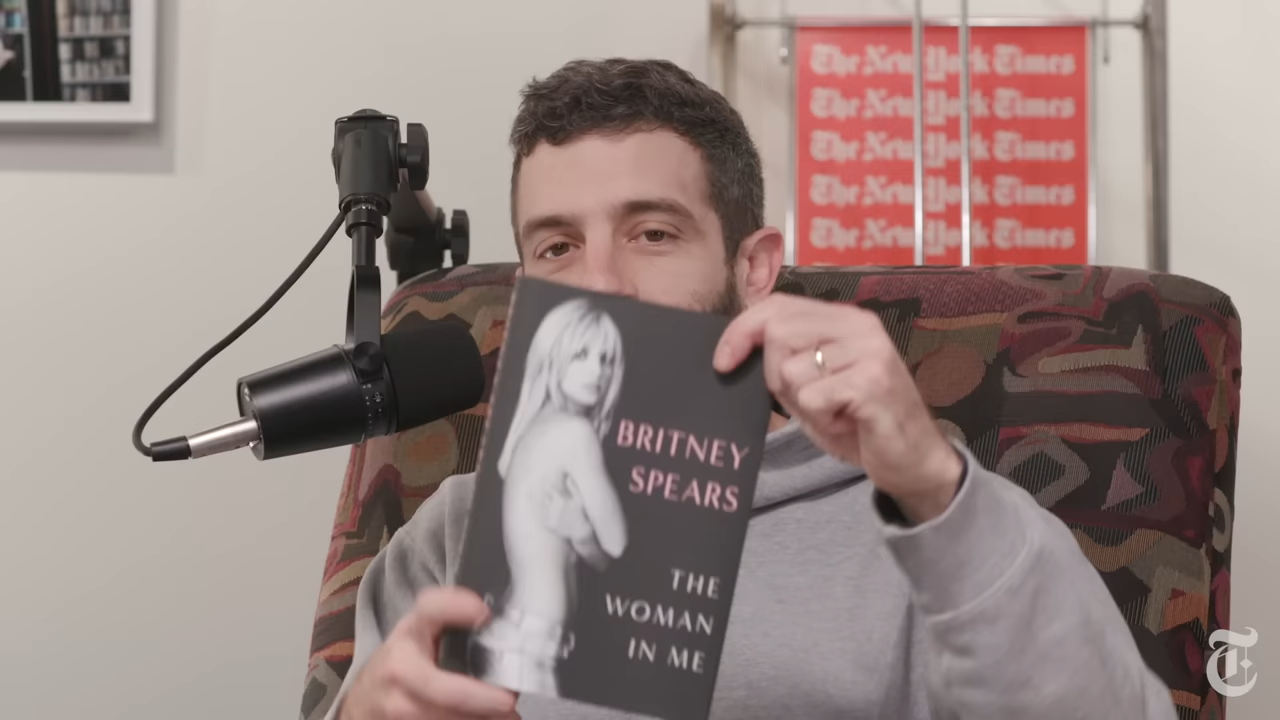 The New York Times
The New York Times
The New York Times
The New York Times
The New York Times
BRITNEY
SPEARS
THE
WOMAN
IN ME
T